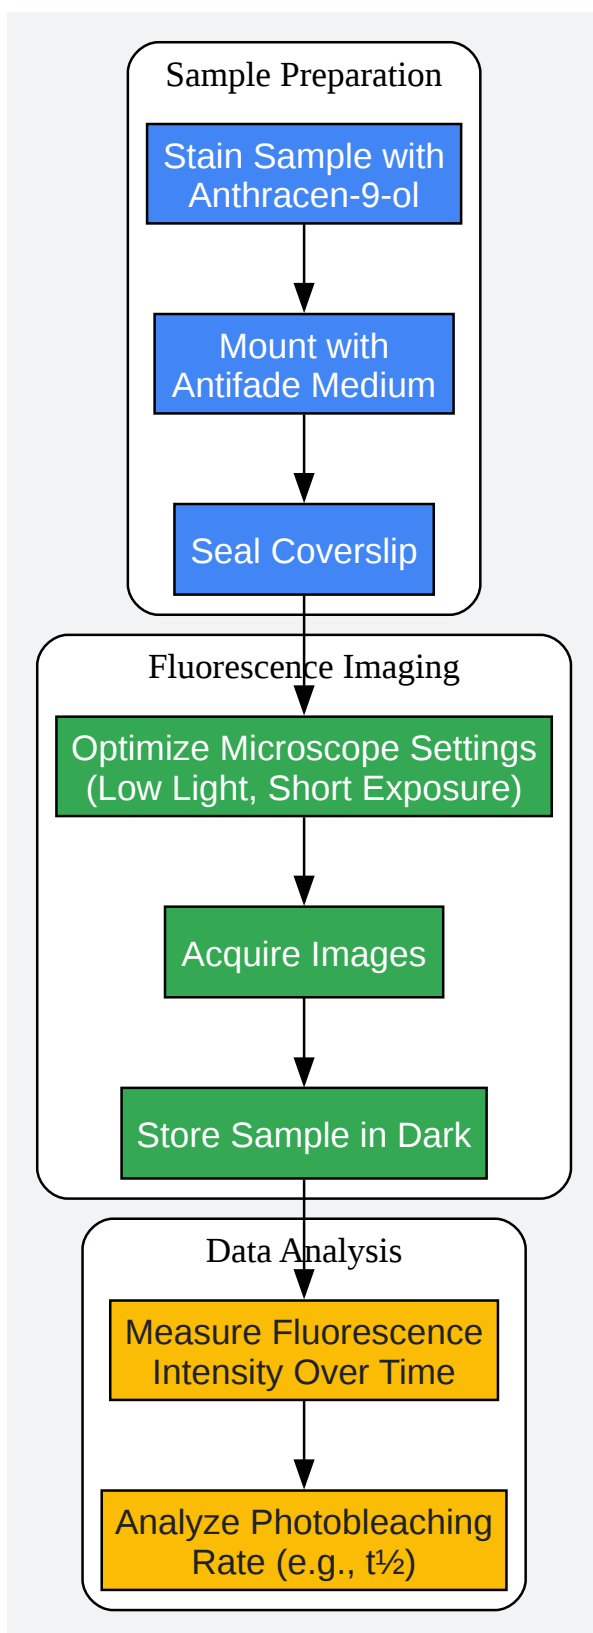 Sample Preparation
Stain Sample with
Anthracen-9-ol
Mount with
Antifade Medium
Seal Coverslip
Fluorescence Imaging
Optimize Microscope Settings
(Low Light, Short Exposure)
Acquire Images
Store Sample in Dark
Data Analysis
Measure Fluorescence
Intensity Over Time
Analyze Photobleaching
Rate (e.g., t½)